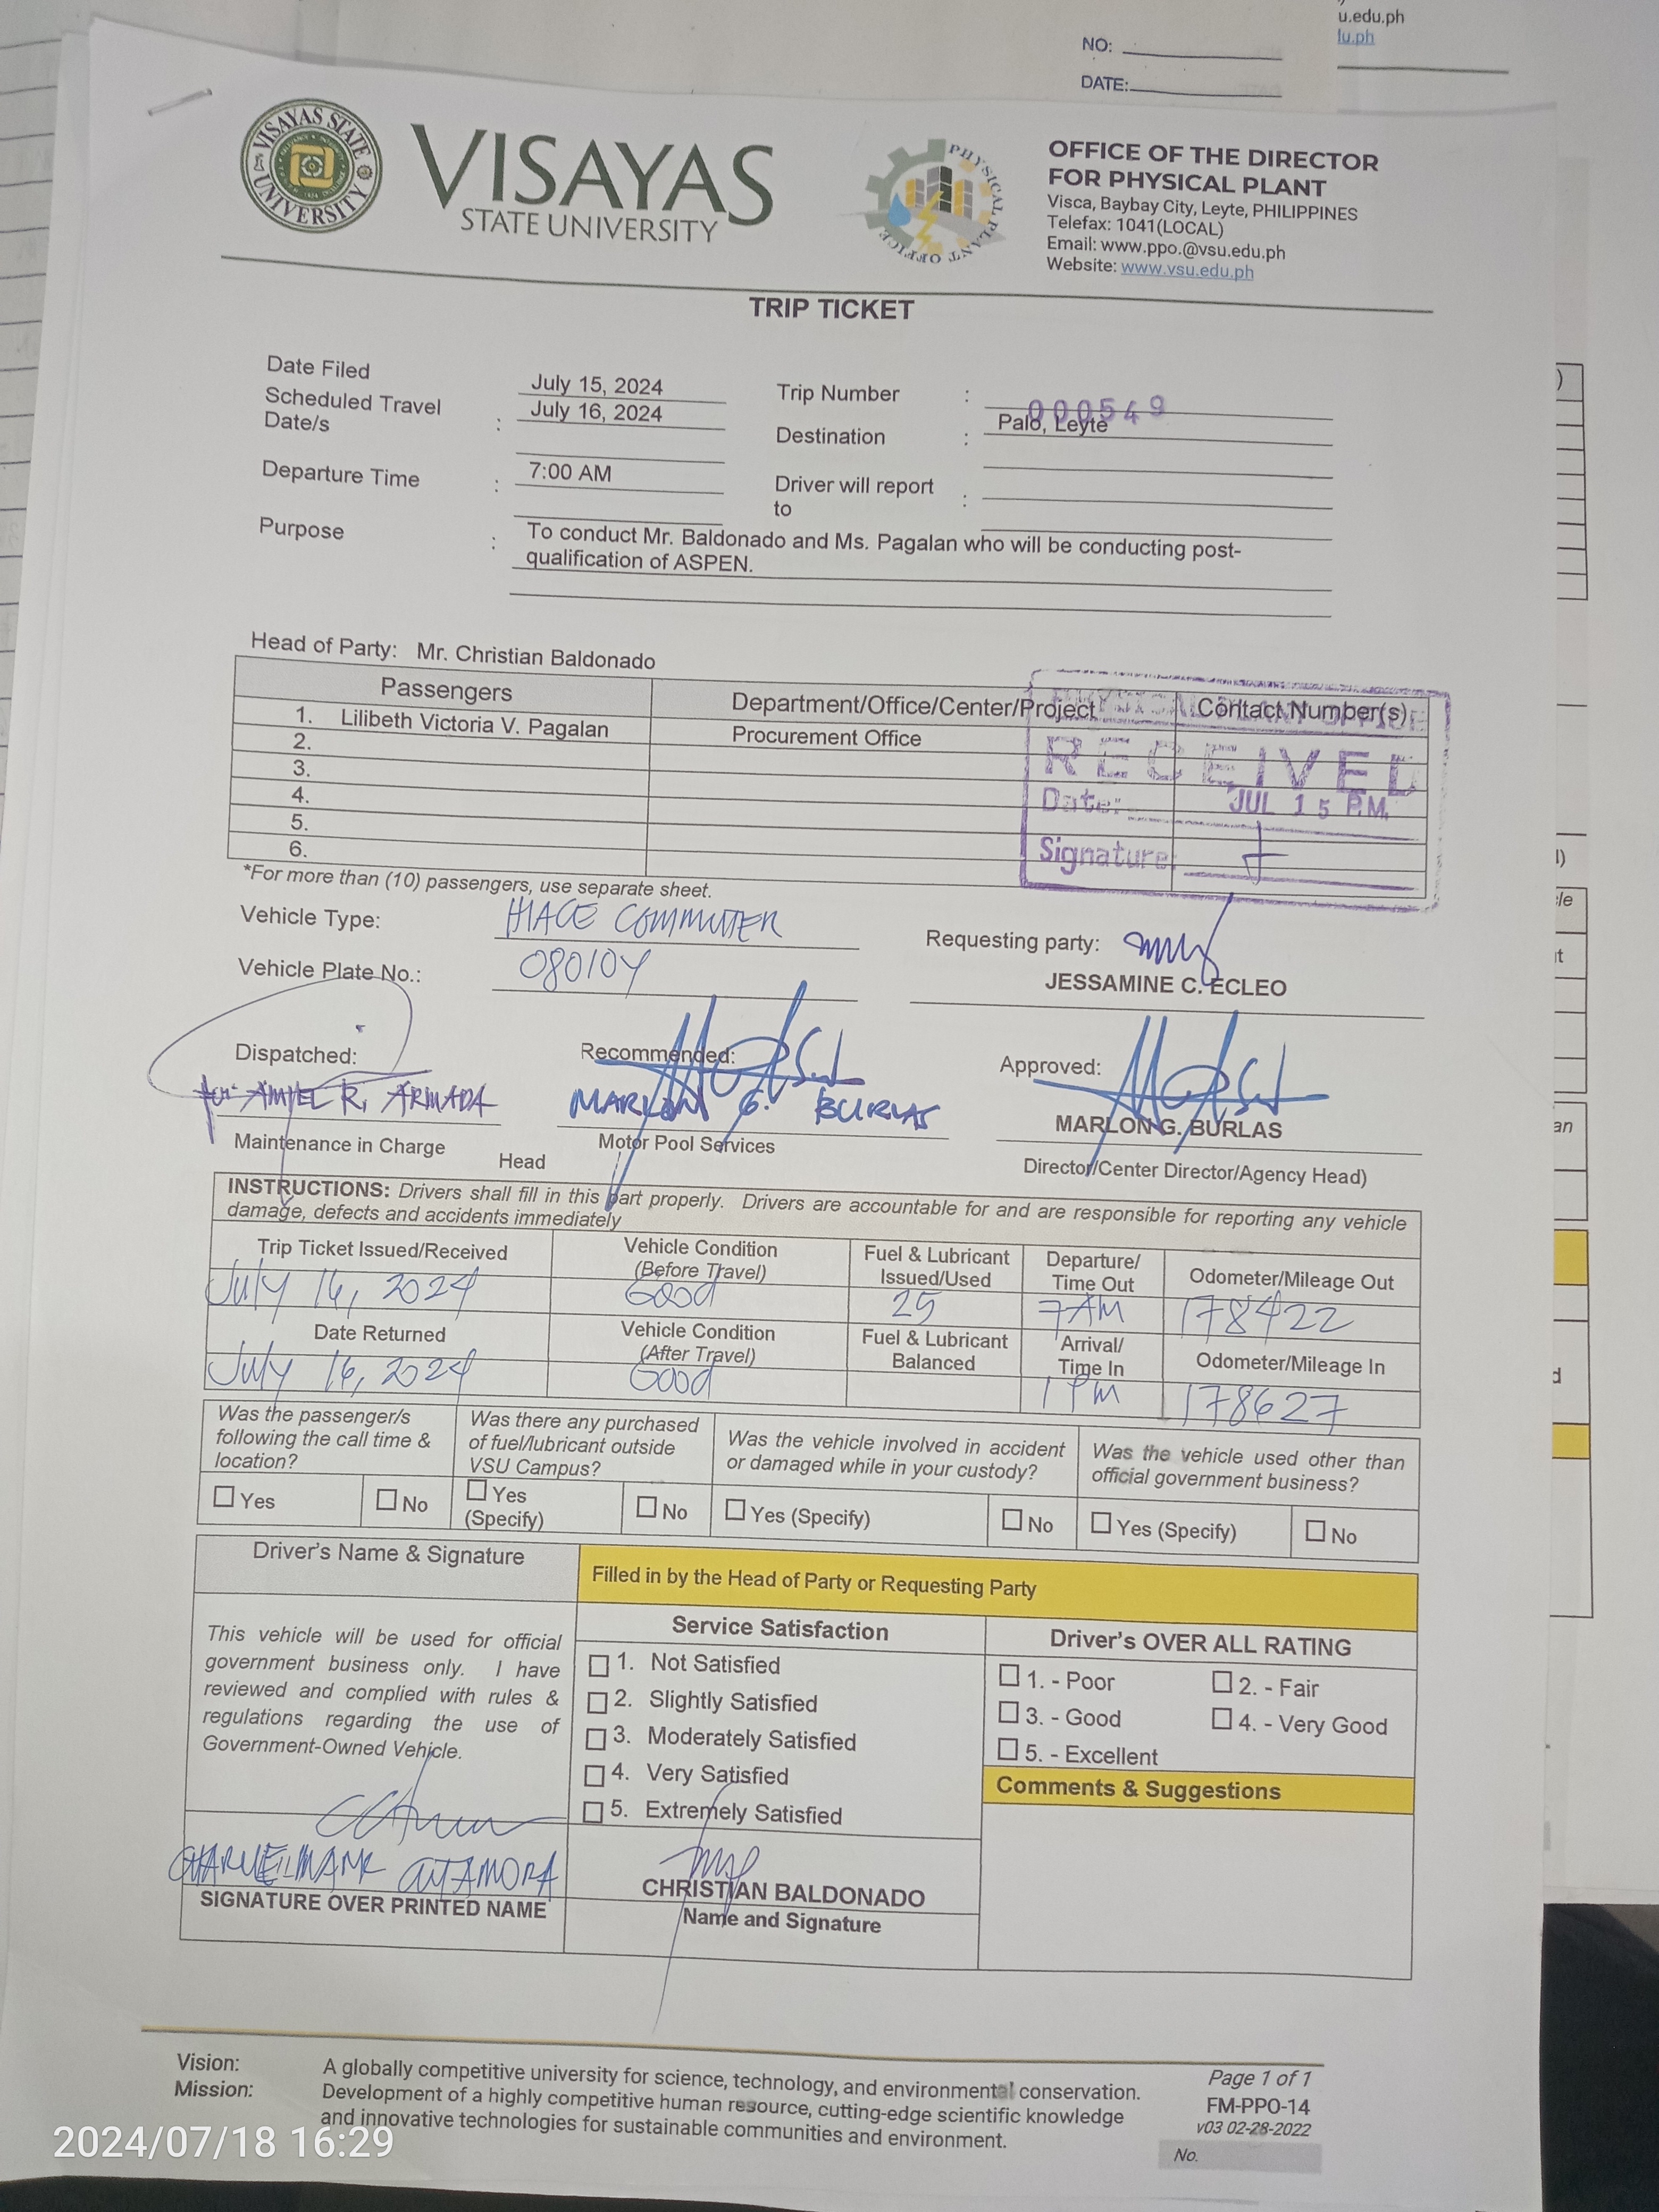 u.edu.ph
lu.ph
NO:
DATE:
VISAYAS STATE UNIVERSITY
VISAYAS
STATE UNIVERSITY
PHYSICAL PLANT OFFICE
OFFICE OF THE DIRECTOR
FOR PHYSICAL PLANT
Visca, Baybay City, Leyte, PHILIPPINES
Telefax: 1041(LOCAL)
Email: www.ppo.@vsu.edu.ph
Website: www.vsu.edu.ph
TRIP TICKET
Date Filed July 15, 2024 Trip Number : 000549
Scheduled Travel Date/s : July 16, 2024 Destination : Palo, Leyte
Departure Time : 7:00 AM Driver will report to :
Purpose : To conduct Mr. Baldonado and Ms. Pagalan who will be conducting post-
qualification of ASPEN.
Head of Party: Mr. Christian Baldonado
Passengers Department/Office/Center/Project Contact Number(s)
1. Lilibeth Victoria V. Pagalan Procurement Office
2.
3.
4.
5.
6.
PHYSICAL PLANT OFFICE
RECEIVED
Date: JUL 15 P.M.
Signature:
*For more than (10) passengers, use separate sheet.
Vehicle Type: HIACE COMMUTER
Requesting party:
Vehicle Plate No.: 080104
JESSAMINE C. ECLEO
Dispatched: Recommended: Approved:
for AMIEL R. ARMADA MARLON G. BURLAS MARLON G. BURLAS
Maintenance in Charge Head Motor Pool Services Director/Center Director/Agency Head)
INSTRUCTIONS: Drivers shall fill in this part properly. Drivers are accountable for and are responsible for reporting any vehicle
damage, defects and accidents immediately
Trip Ticket Issued/Received Vehicle Condition (Before Travel) Fuel & Lubricant Issued/Used Departure/ Time Out Odometer/Mileage Out
July 16, 2024 Good 25 7AM 178422
Date Returned Vehicle Condition (After Travel) Fuel & Lubricant Balanced Arrival/ Time In Odometer/Mileage In
July 16, 2024 Good 1 PM 178627
Was the passenger/s following the call time & location?
Was there any purchased of fuel/lubricant outside VSU Campus?
Was the vehicle involved in accident or damaged while in your custody?
Was the vehicle used other than official government business?
Yes No Yes (Specify) No Yes (Specify) No Yes (Specify) No
Driver's Name & Signature
Filled in by the Head of Party or Requesting Party
This vehicle will be used for official
government business only. I have
reviewed and complied with rules &
regulations regarding the use of
Government-Owned Vehicle.
SIGNATURE OVER PRINTED NAME
Service Satisfaction
1. Not Satisfied
2. Slightly Satisfied
3. Moderately Satisfied
4. Very Satisfied
5. Extremely Satisfied
CHRISTIAN BALDONADO
Name and Signature
Driver's OVER ALL RATING
1. - Poor 2. - Fair
3. - Good 4. - Very Good
5. - Excellent
Comments & Suggestions
Vision: A globally competitive university for science, technology, and environmental conservation.
Mission: Development of a highly competitive human resource, cutting-edge scientific knowledge
and innovative technologies for sustainable communities and environment.
Page 1 of 1
FM-PPO-14
v03 02-28-2022
No.
2024/07/18 16:29